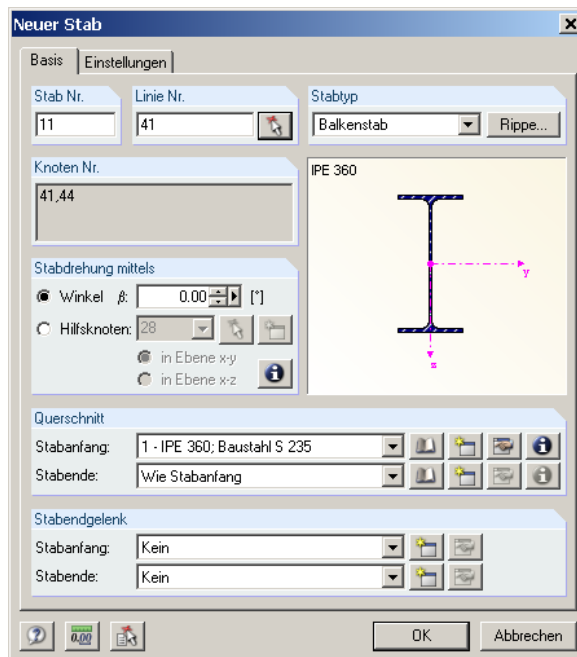 Neuer Stab
Basis Einstellungen
Stab Nr. Linie Nr. Stabtyp
11 41 Balkenstab Rippe...
Knoten Nr.
41,44
IPE 360
y
z
Stabdrehung mittels
Winkel β: 0.00 [°]
Hilfsknoten: 28
in Ebene x-y
in Ebene x-z
Querschnitt
Stabanfang: 1 - IPE 360; Baustahl S 235
Stabende: Wie Stabanfang
Stabendgelenk
Stabanfang: Kein
Stabende: Kein
0.00 OK Abbrechen